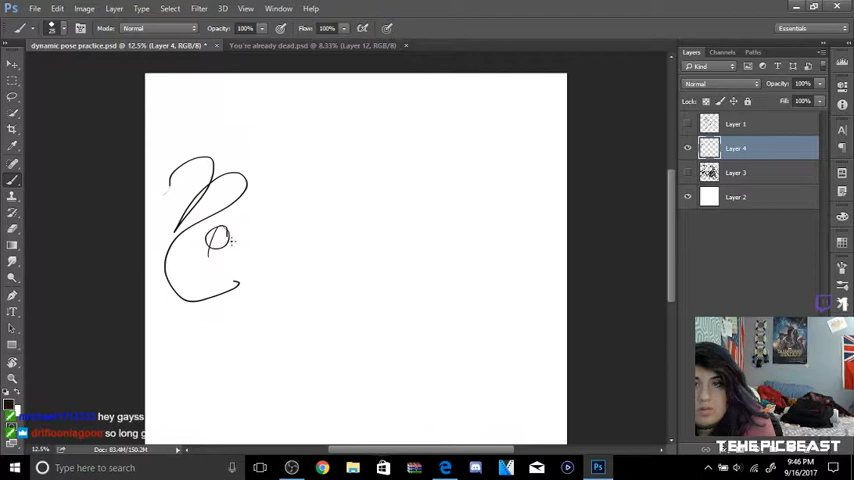 Ps File Edit Image Layer Type Select Filter 3D View Window Help
25 Mode: Normal Opacity: 100% Flow: 100% Essentials
dynamic pose practice.psd @ 12.5% (Layer 4, RGB/8) * × You're already dead.psd @ 8.33% (Layer 12, RGB/8) ×
Layers Channels Paths
Kind
Normal Opacity: 100%
Lock: Fill: 100%
Layer 1
Layer 4
Layer 3
Layer 2
hey gayss
driftoonisgood so long g
TEHEPICBEAST
12.5% Doc: 83.4M/150.2M
Type here to search
9:46 PM
9/16/2017